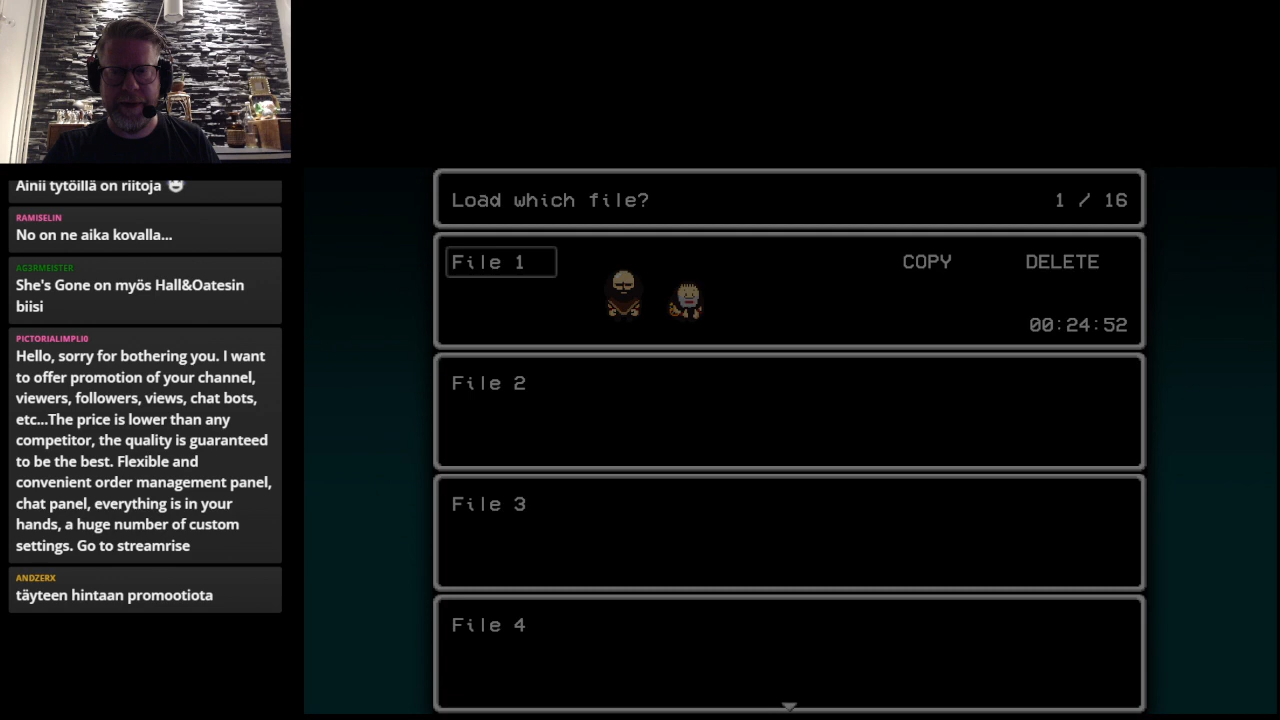 Ainii tytöillä on riitoja
RAMISELIN
No on ne aika kovalla...
AG3RMEISTER
She's Gone on myös Hall&Oatesin
biisi
PICTORIALIMPLI0
Hello, sorry for bothering you. I want
to offer promotion of your channel,
viewers, followers, views, chat bots,
etc...The price is lower than any
competitor, the quality is guaranteed
to be the best. Flexible and
convenient order management panel,
chat panel, everything is in your
hands, a huge number of custom
settings. Go to streamrise
ANDZERX
täyteen hintaan promootiota
Load which file? 1 / 16
File 1 COPY DELETE
00:24:52
File 2
File 3
File 4